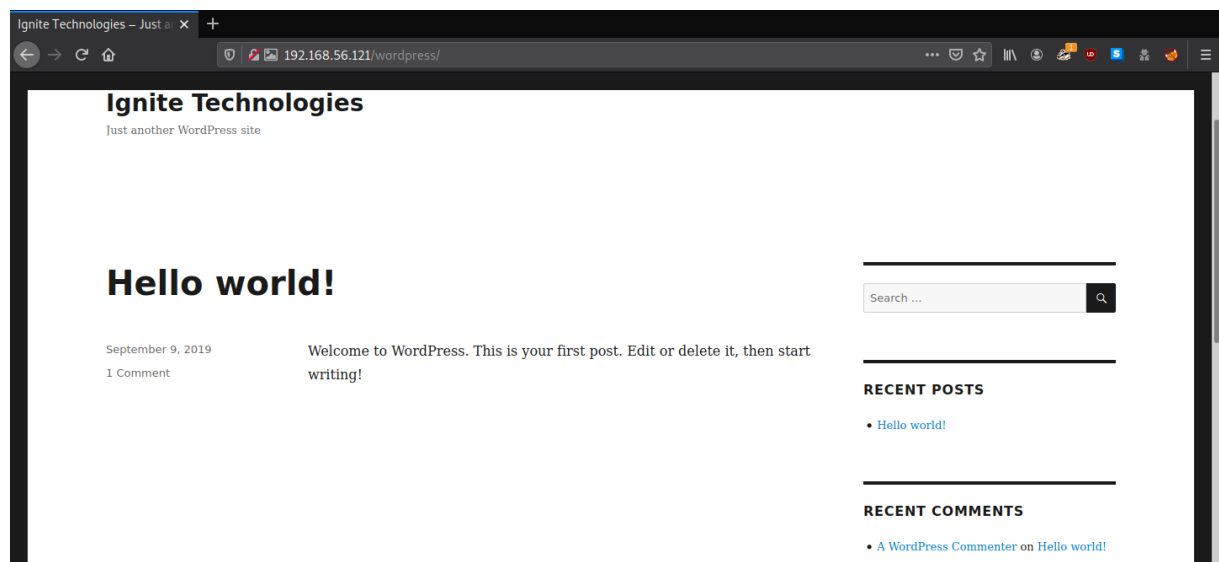 Ignite Technologies – Just a
192.168.56.121/wordpress/
Ignite Technologies
Just another WordPress site
Hello world!
September 9, 2019
1 Comment
Welcome to WordPress. This is your first post. Edit or delete it, then start
writing!
Search ...
RECENT POSTS
Hello world!
RECENT COMMENTS
A WordPress Commenter on Hello world!